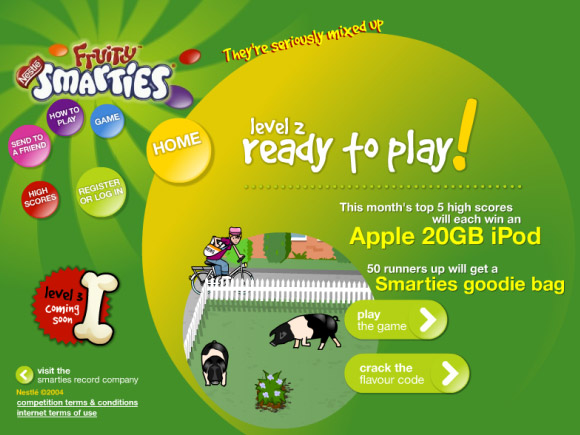 They're seriously mixed up
Nestlé
Fruity
SMARTIES
HOW TO
PLAY
GAME
SEND TO
A FRIEND
HOME
HIGH
SCORES
REGISTER
OR LOG IN
level 2
ready to play!
This month's top 5 high scores
will each win an
Apple 20GB iPod
50 runners up will get a
Smarties goodie bag
play
the game
crack the
flavour code
level 3
coming
soon
visit the
smarties record company
Nestlé ©2004
competition terms & conditions
internet terms of use